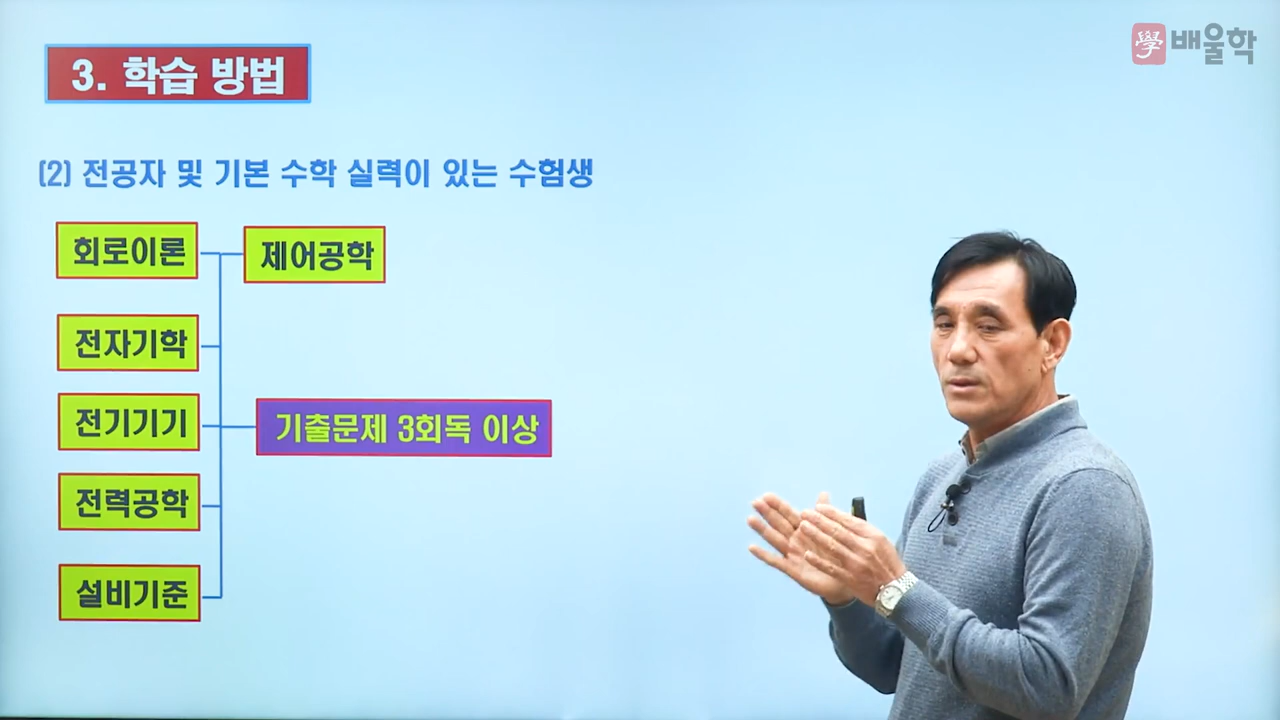 學 배울학
3. 학습 방법
(2) 전공자 및 기본 수학 실력이 있는 수험생
회로이론
제어공학
전자기학
전기기기
기출문제 3회독 이상
전력공학
설비기준